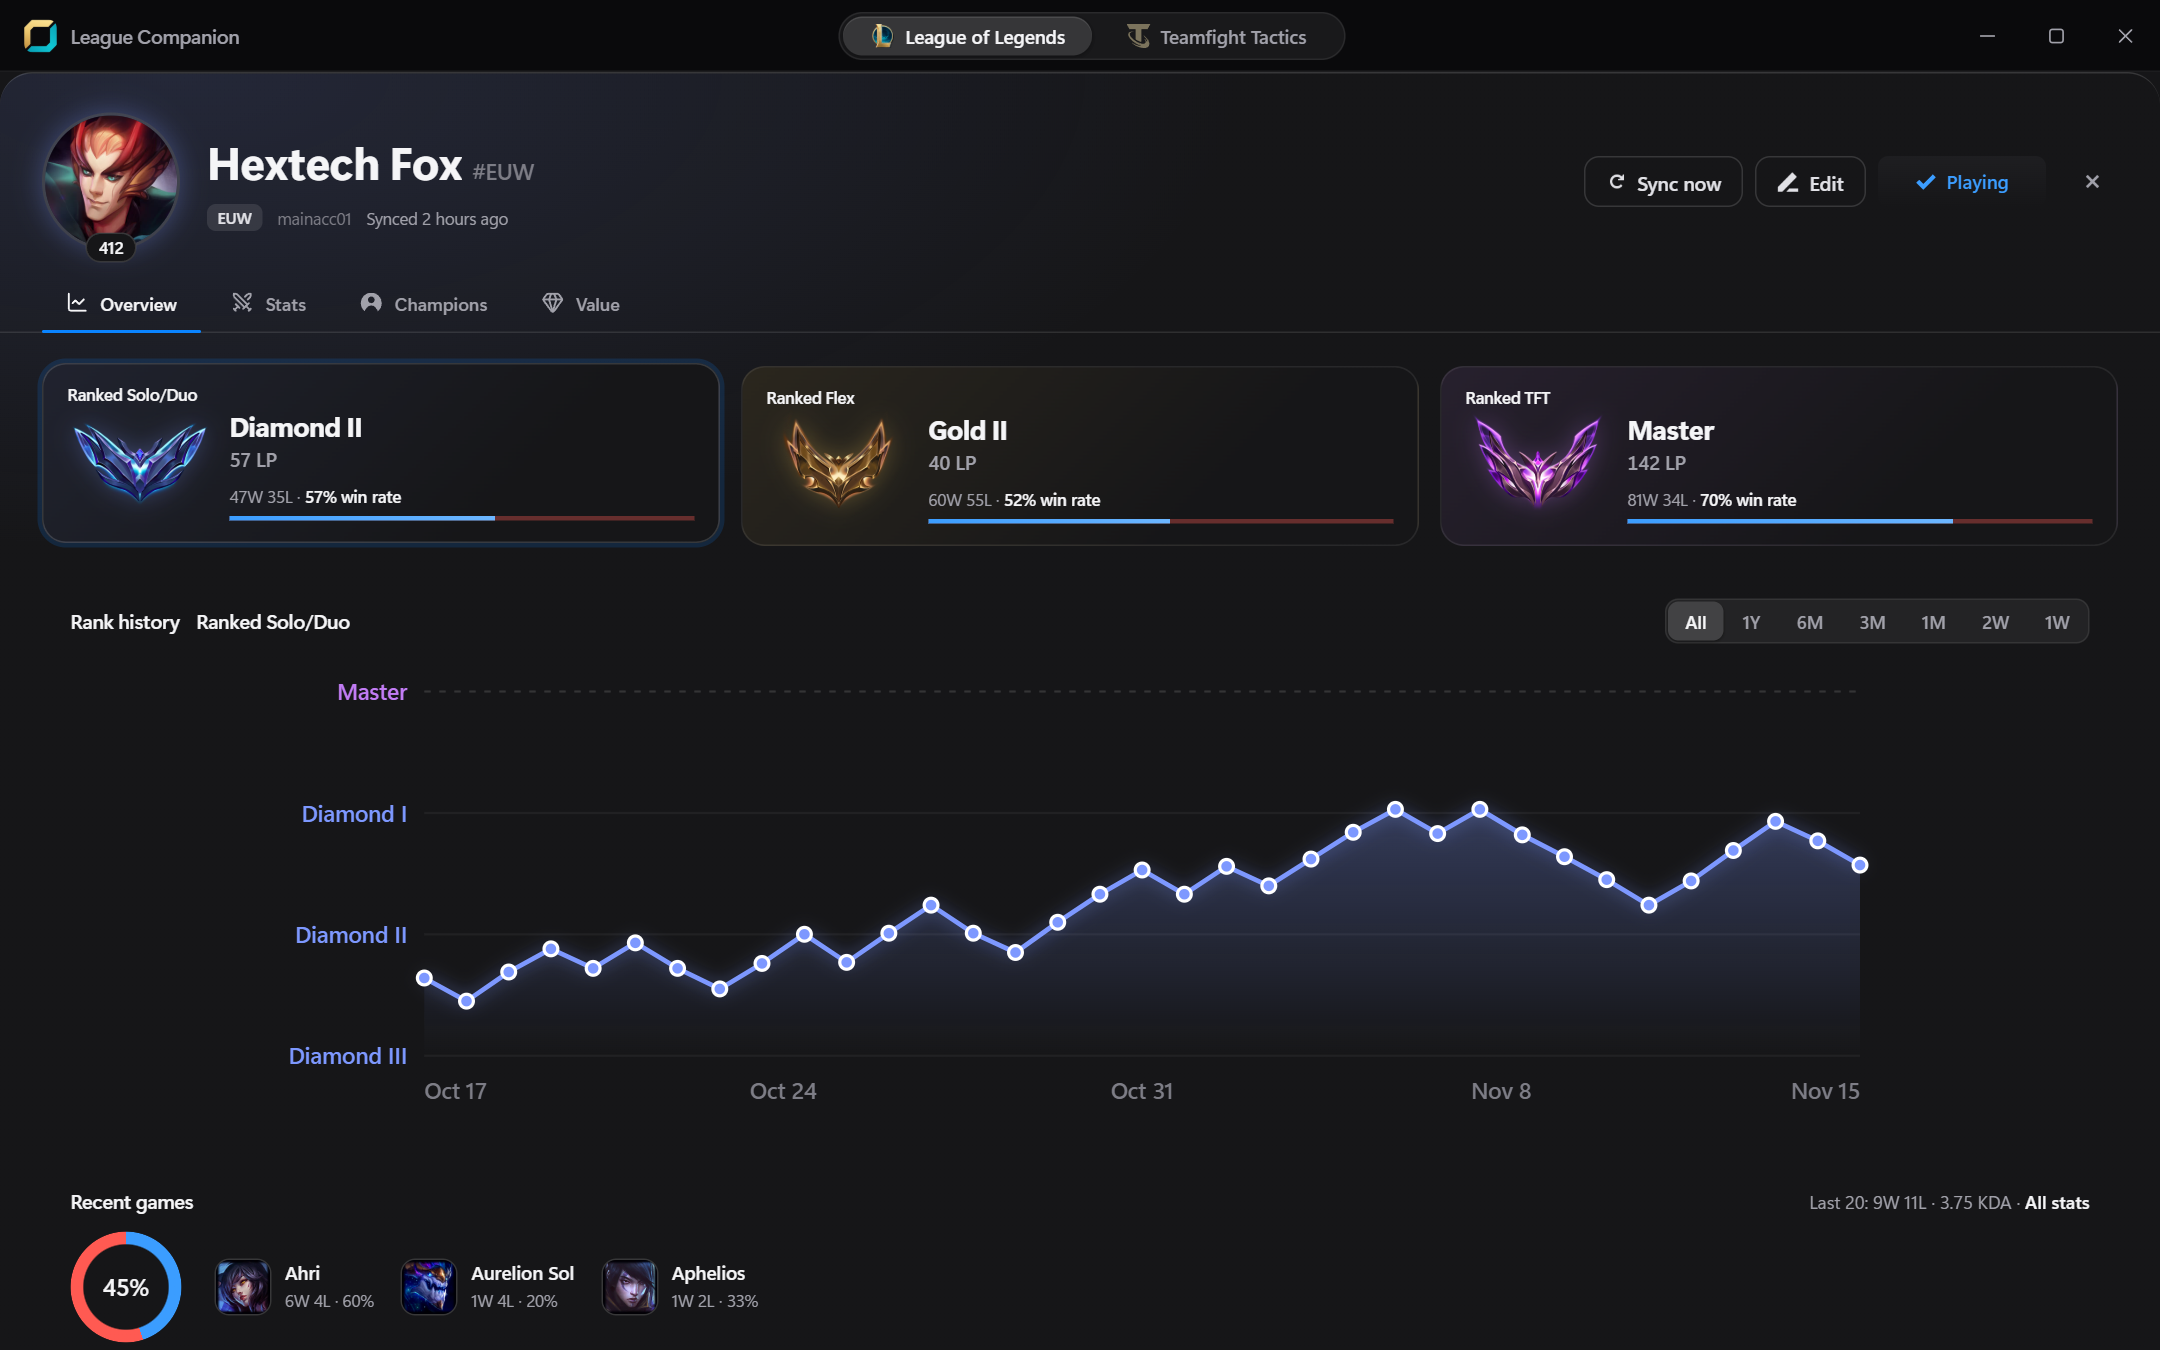 League Companion
League of Legends
Teamfight Tactics
Hextech Fox #EUW
EUW mainacc01 Synced 2 hours ago
412
Sync now
Edit
Playing
Overview
Stats
Champions
Value
Ranked Solo/Duo
Diamond II
57 LP
47W 35L · 57% win rate
Ranked Flex
Gold II
40 LP
60W 55L · 52% win rate
Ranked TFT
Master
142 LP
81W 34L · 70% win rate
Rank history Ranked Solo/Duo
All 1Y 6M 3M 1M 2W 1W
Master
Diamond I
Diamond II
Diamond III
Oct 17 Oct 24 Oct 31 Nov 8 Nov 15
Recent games
Last 20: 9W 11L · 3.75 KDA · All stats
45%
Ahri
6W 4L · 60%
Aurelion Sol
1W 4L · 20%
Aphelios
1W 2L · 33%